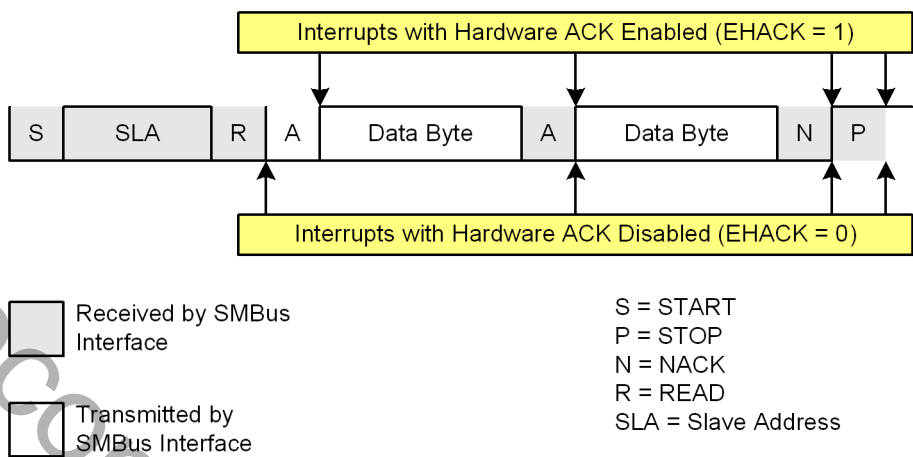 Interrupts with Hardware ACK Enabled (EHACK = 1)
S SLA R A Data Byte A Data Byte N P
Interrupts with Hardware ACK Disabled (EHACK = 0)
Received by SMBus
Interface
Transmitted by
SMBus Interface
S = START
P = STOP
N = NACK
R = READ
SLA = Slave Address